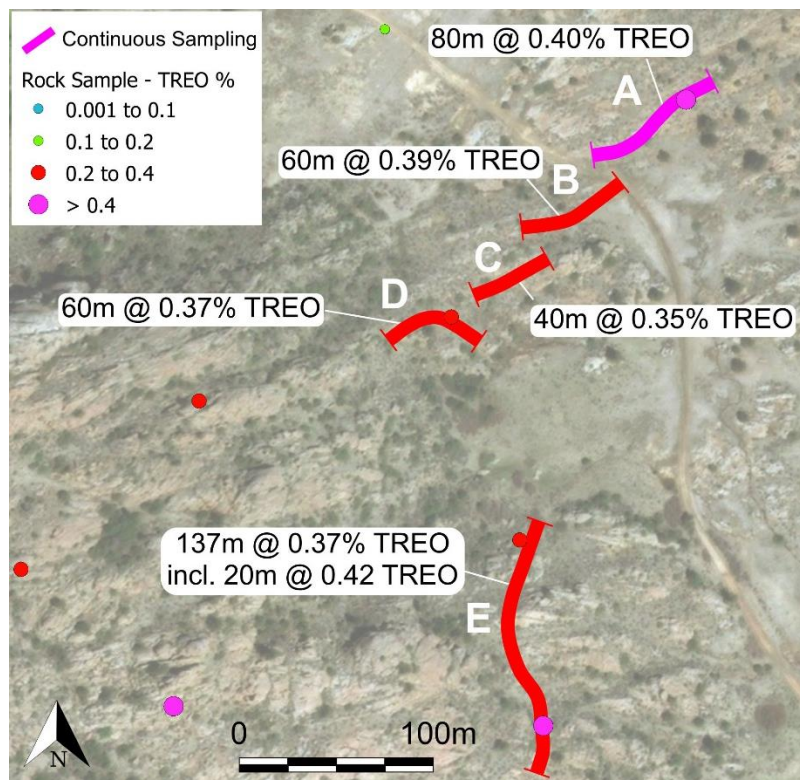 Continuous Sampling
Rock Sample - TREO %
0.001 to 0.1
0.1 to 0.2
0.2 to 0.4
> 0.4
80m @ 0.40% TREO
A
60m @ 0.39% TREO
B
C
D
60m @ 0.37% TREO
40m @ 0.35% TREO
137m @ 0.37% TREO
incl. 20m @ 0.42 TREO
E
N
0 100m